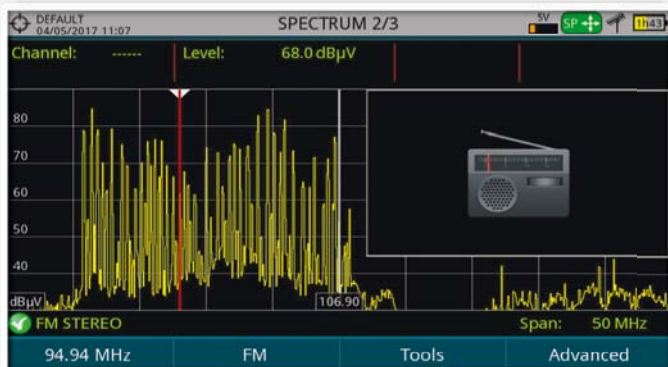 DEFAULT
04/05/2017 11:07
SPECTRUM 2/3
5V
SP
1h43
Channel: ------ Level: 68.0 dBµV
80
70
60
50
40
dBµV
106.90
FM STEREO
Span: 50 MHz
94.94 MHz FM Tools Advanced